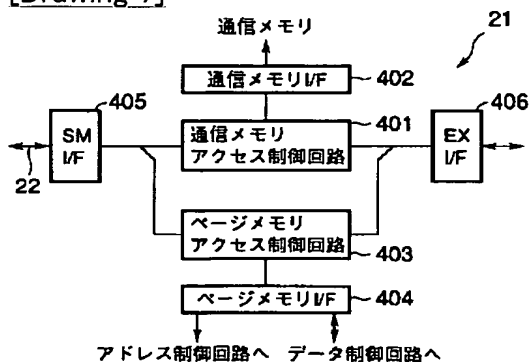 [Drawing
通信メモリ
21
通信メモリI/F
402
405
SM
I/F
22
401
通信メモリ
アクセス制御回路
406
EX
I/F
ページメモリ
アクセス制御回路
403
ページメモリI/F
404
アドレス制御回路へ データ制御回路へ